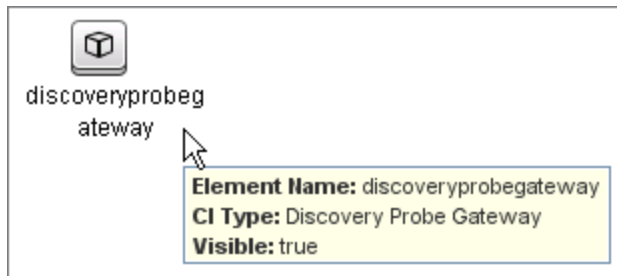 discoveryprobeg
ateway
Element Name: discoveryprobegateway
CI Type: Discovery Probe Gateway
Visible: true